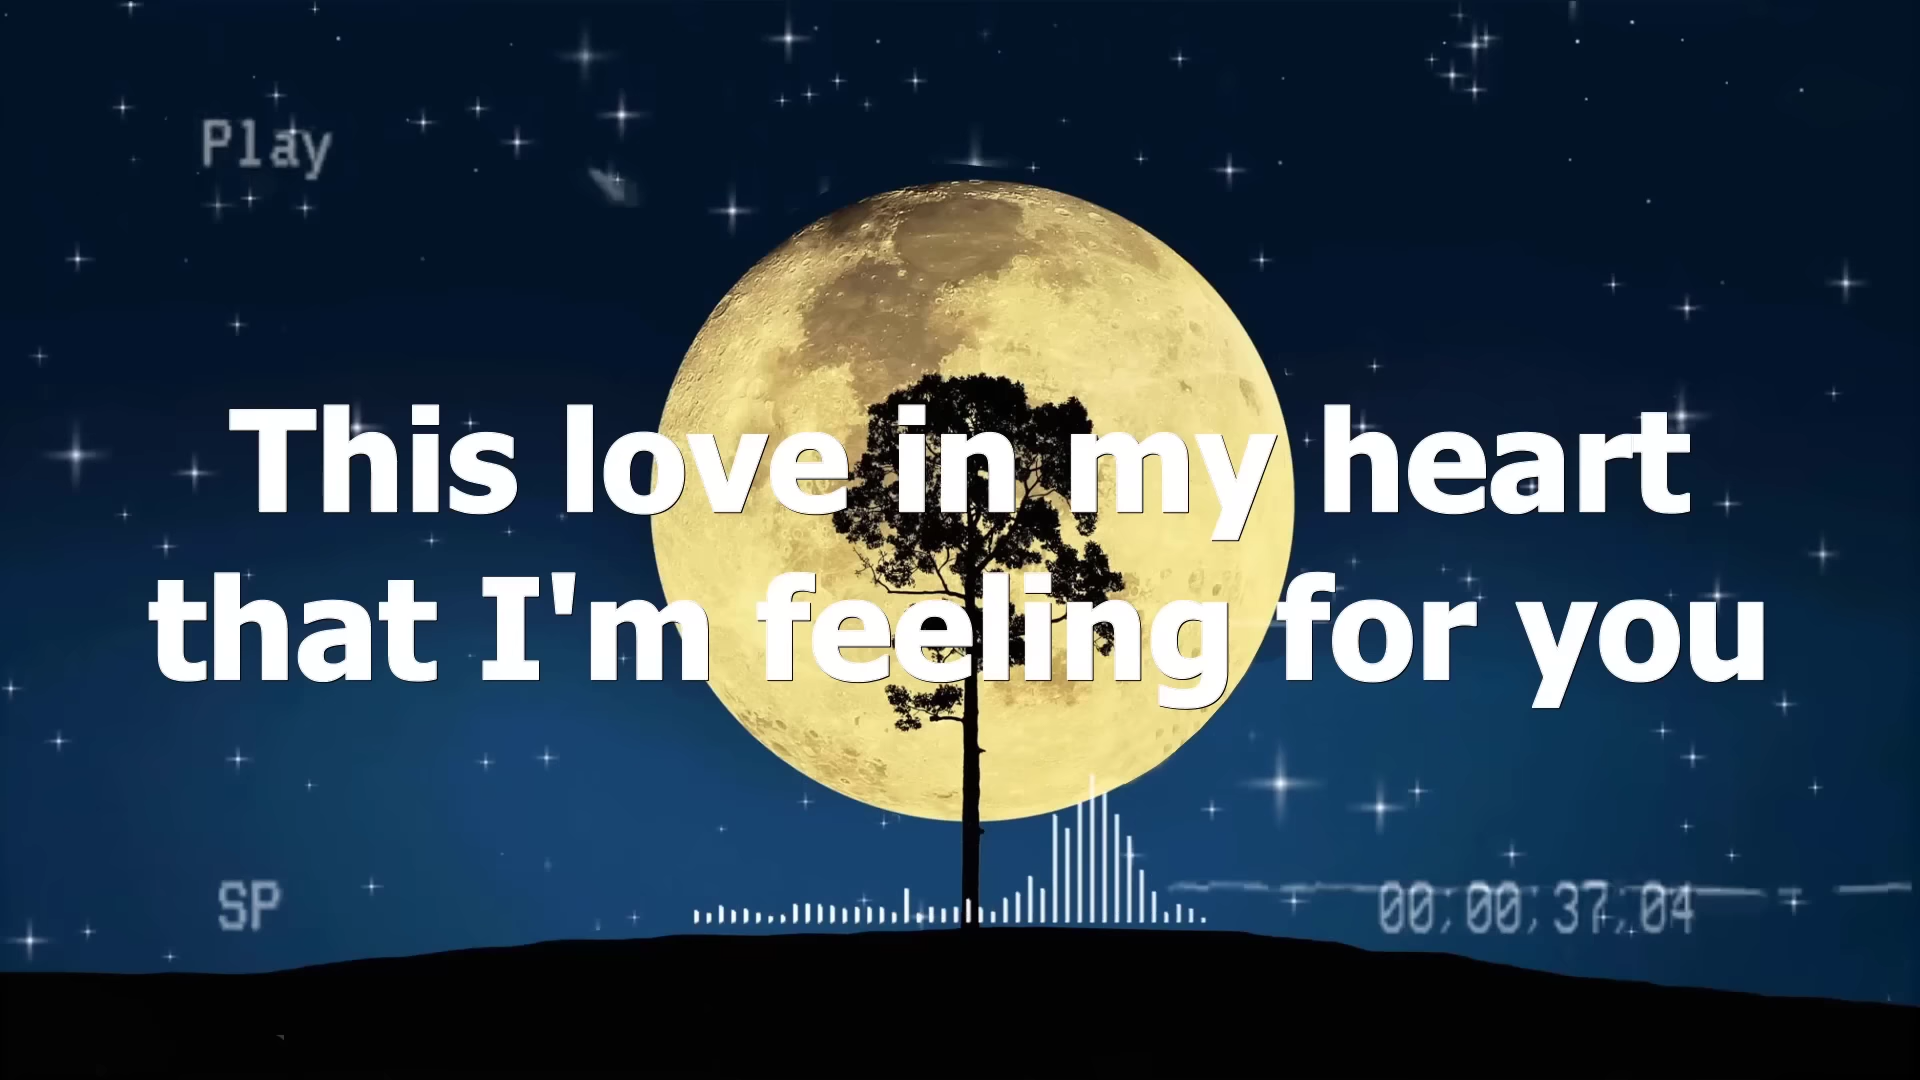 Play
This love in my heart
that I'm feeling for you
SP
00;00;37;04